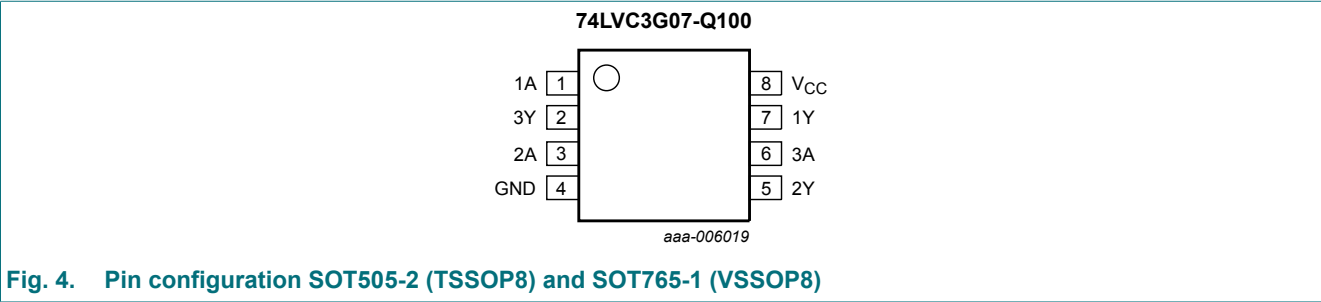 74LVC3G07-Q100
1A 1 8 VCC
3Y 2 7 1Y
2A 3 6 3A
GND 4 5 2Y
aaa-006019
Fig. 4. Pin configuration SOT505-2 (TSSOP8) and SOT765-1 (VSSOP8)